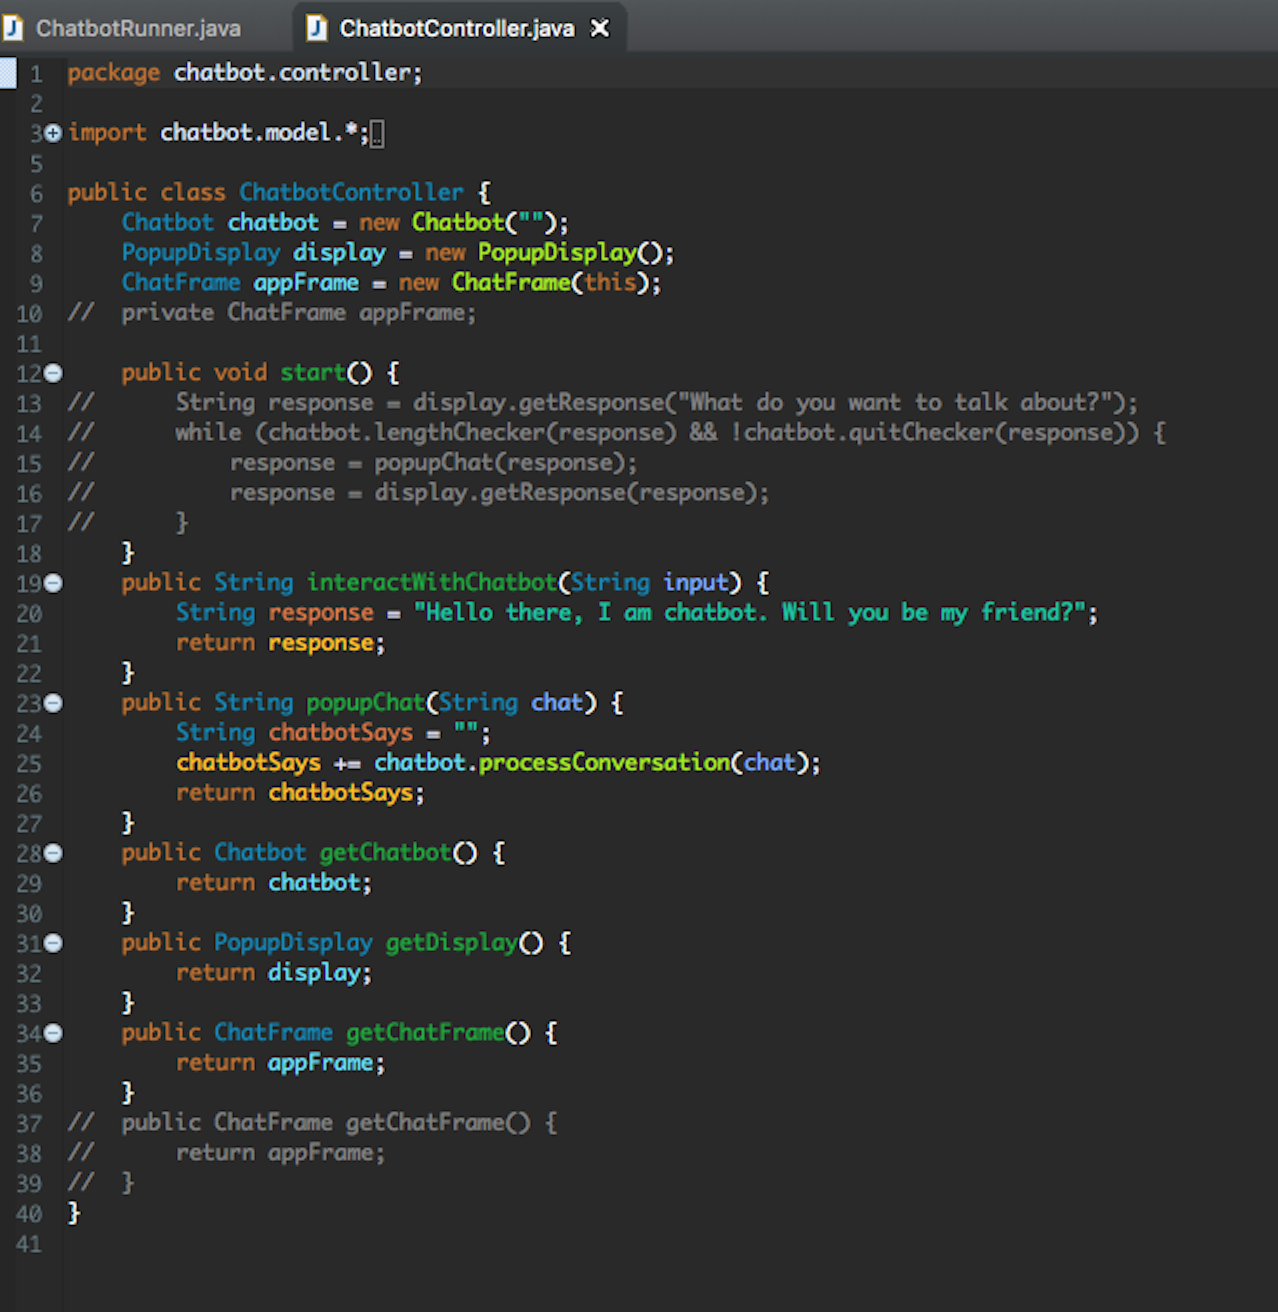 ChatbotRunner.java ChatbotController.java
1 package chatbot.controller;
2
3 import chatbot.model.*;
5
6 public class ChatbotController {
7 Chatbot chatbot = new Chatbot("");
8 PopupDisplay display = new PopupDisplay();
9 ChatFrame appFrame = new ChatFrame(this);
10 // private ChatFrame appFrame;
11
12 public void start() {
13 // String response = display.getResponse("What do you want to talk about?");
14 // while (chatbot.lengthChecker(response) && !chatbot.quitChecker(response)) {
15 // response = popupChat(response);
16 // response = display.getResponse(response);
17 // }
18 }
19 public String interactWithChatbot(String input) {
20 String response = "Hello there, I am chatbot. Will you be my friend?";
21 return response;
22 }
23 public String popupChat(String chat) {
24 String chatbotSays = "";
25 chatbotSays += chatbot.processConversation(chat);
26 return chatbotSays;
27 }
28 public Chatbot getChatbot() {
29 return chatbot;
30 }
31 public PopupDisplay getDisplay() {
32 return display;
33 }
34 public ChatFrame getChatFrame() {
35 return appFrame;
36 }
37 // public ChatFrame getChatFrame() {
38 // return appFrame;
39 // }
40 }
41